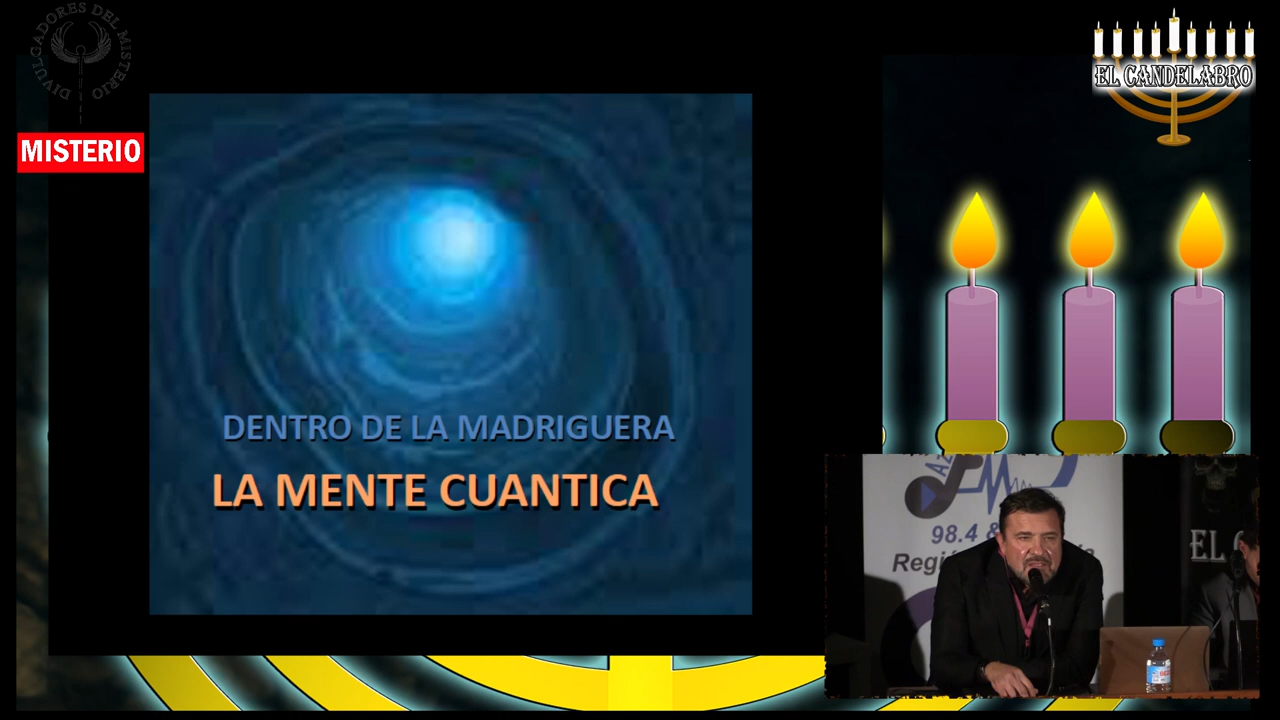 DIVULGADORES DEL MISTERIO
MISTERIO
EL CANDELABRO
DENTRO DE LA MADRIGUERA
LA MENTE CUANTICA
98.4 &
EL